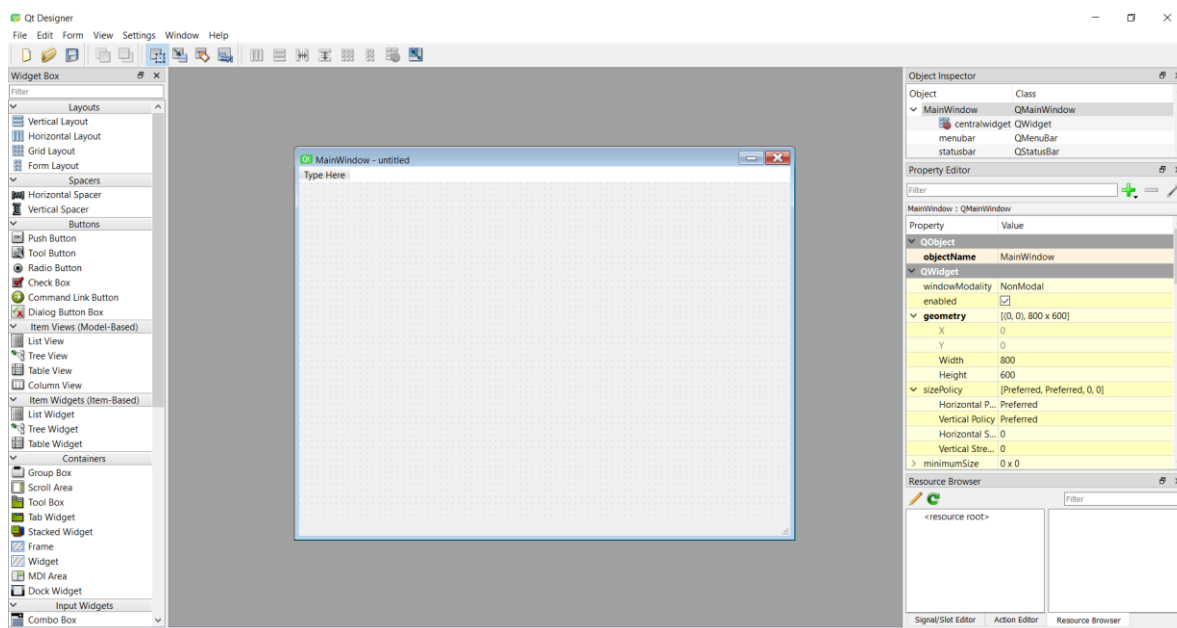 Qt Designer
File Edit Form View Settings Window Help
Widget Box
Filter
Layouts
Vertical Layout
Horizontal Layout
Grid Layout
Form Layout
Spacers
Horizontal Spacer
Vertical Spacer
Buttons
Push Button
Tool Button
Radio Button
Check Box
Command Link Button
Dialog Button Box
Item Views (Model-Based)
List View
Tree View
Table View
Column View
Item Widgets (Item-Based)
List Widget
Tree Widget
Table Widget
Containers
Group Box
Scroll Area
Tool Box
Tab Widget
Stacked Widget
Frame
Widget
MDI Area
Dock Widget
Input Widgets
Combo Box
MainWindow - untitled
Type Here
Object Inspector
Object Class
MainWindow QMainWindow
centralwidget QWidget
menubar QMenuBar
statusbar QStatusBar
Property Editor
Filter
MainWindow : QMainWindow
Property Value
QObject
objectName MainWindow
QWidget
windowModality NonModal
enabled
geometry [(0, 0), 800 x 600]
X 0
Y 0
Width 800
Height 600
sizePolicy [Preferred, Preferred, 0, 0]
Horizontal P... Preferred
Vertical Policy Preferred
Horizontal S... 0
Vertical Stre... 0
minimumSize 0 x 0
Resource Browser
Filter
<resource root>
Signal/Slot Editor Action Editor Resource Browser